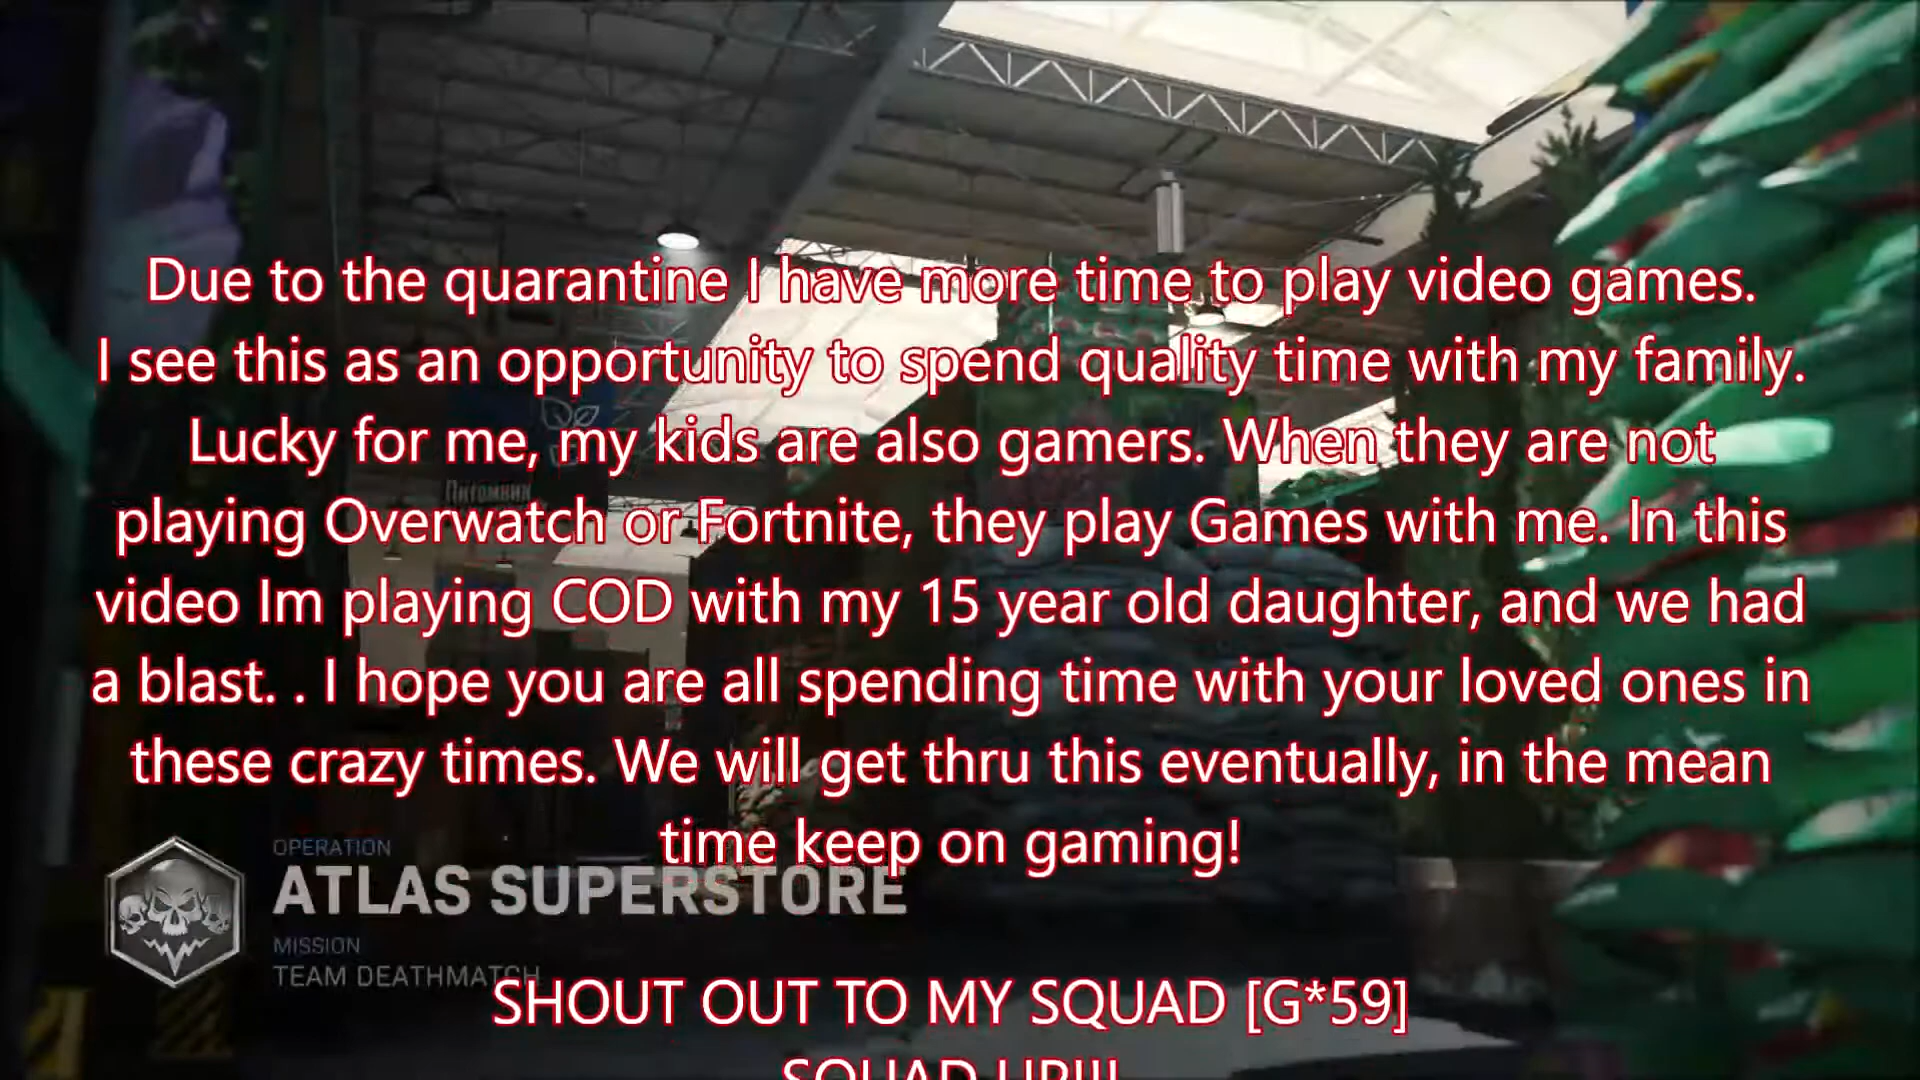 Due to the quarantine I have more time to play video games.
I see this as an opportunity to spend quality time with my family.
Lucky for me, my kids are also gamers. When they are not
Питомник
playing Overwatch or Fortnite, they play Games with me. In this
video Im playing COD with my 15 year old daughter, and we had
a blast. . I hope you are all spending time with your loved ones in
these crazy times. We will get thru this eventually, in the mean
time keep on gaming!
OPERATION
ATLAS SUPERSTORE
MISSION
TEAM DEATHMATCH
SHOUT OUT TO MY SQUAD [G*59]
SQUAD UP!!!!